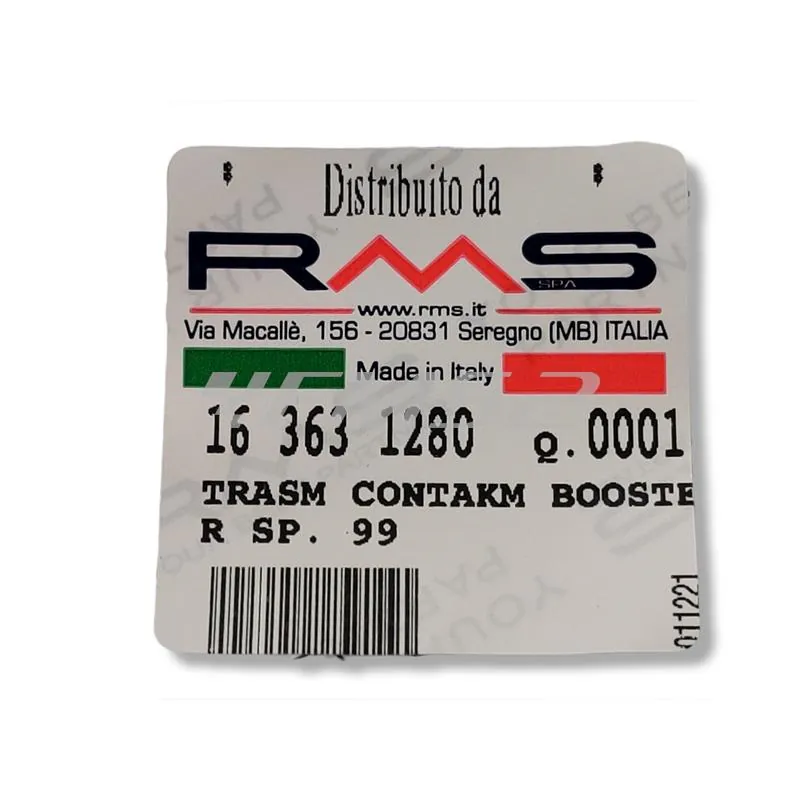 Distribuito da
RMS
SPA
www.rms.it
Via Macallè, 156 - 20831 Seregno (MB) ITALIA
Made in Italy
16 363 1280 Q.0001
TRASM CONTAKM BOOSTE
R SP. 99
011221